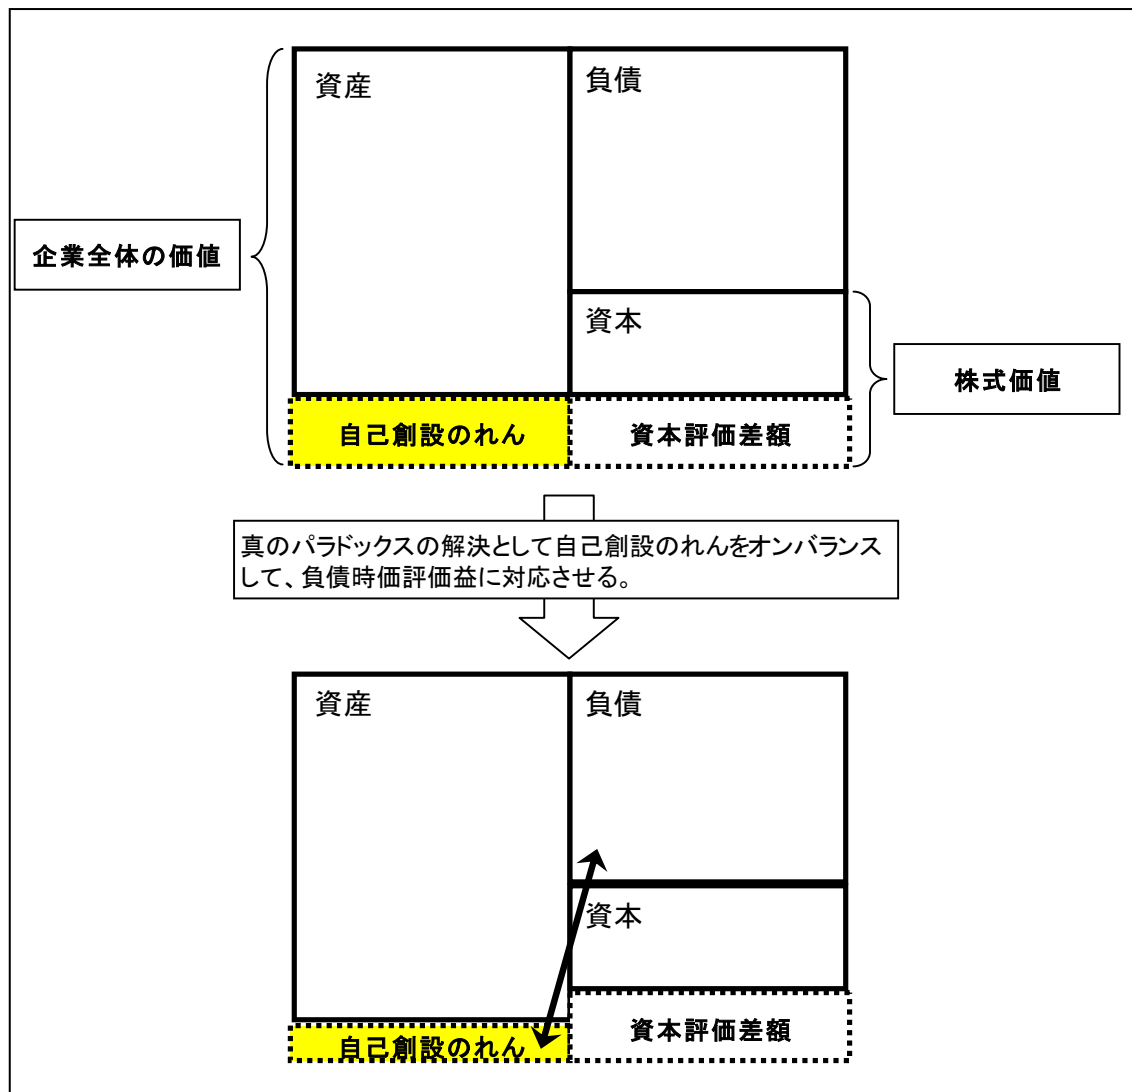 資産
負債
企業全体の価値
資本
株式価値
自己創設のれん
資本評価差額
真のパラドックスの解決として自己創設のれんをオンバランス
して、負債時価評価益に対応させる。
資産
負債
資本
資本評価差額
自己創設のれん